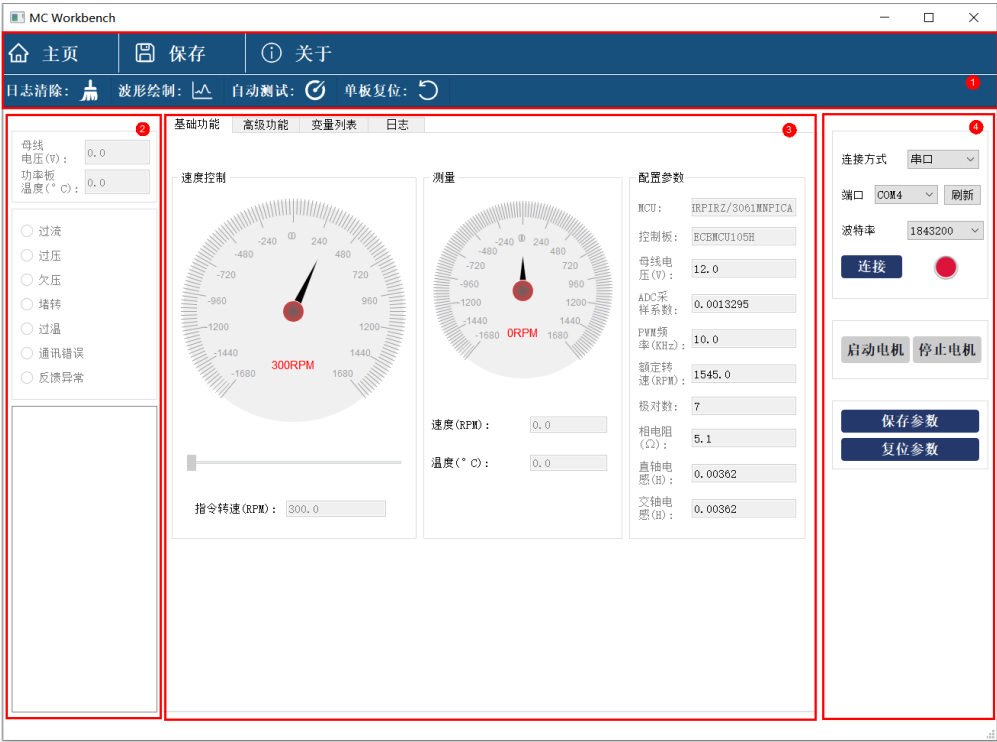 MC Workbench
主页 保存 关于
日志清除： 波形绘制： 自动测试： 单板复位：
1
2
母线
电压(V)： 0.0
功率板
温度(°C)： 0.0
过流
过压
欠压
堵转
过温
通讯错误
反馈异常
基础功能 高级功能 变量列表 日志
3
速度控制
-240 00 240
-480 480
-720 720
-960 960
-1200 1200
-1440 1440
-1680 1680
300RPM
指令转速(RPM)： 300.0
测量
-240 00 240
-480 480
-720 720
-960 960
-1200 1200
-1440 1440
-1680 1680
0RPM
速度(RPM)： 0.0
温度(°C)： 0.0
配置参数
MCU： IRPIRZ/3061MNPICA
控制板： ECBMCU105H
母线电
压(V)： 12.0
ADC采
样系数： 0.0013295
PWM频
率(KHz)： 10.0
额定转
速(RPM)： 1545.0
极对数： 7
相电阻
(Ω)： 5.1
直轴电
感(H)： 0.00362
交轴电
感(H)： 0.00362
4
连接方式 串口
端口 COM4 刷新
波特率 1843200
连接
启动电机 停止电机
保存参数
复位参数